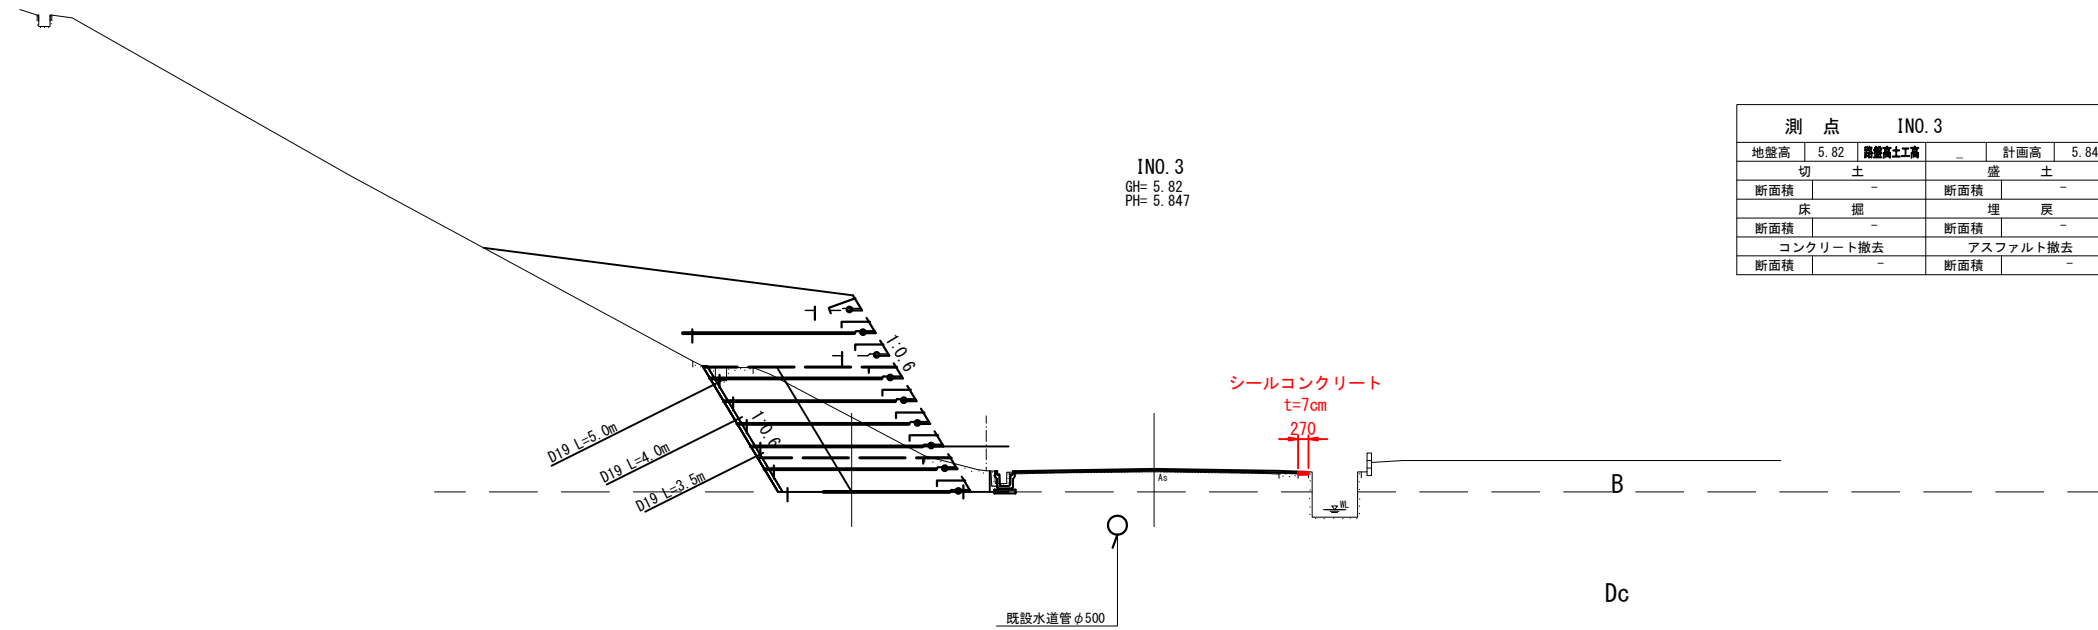 測 点 INO.3
地盤高 5.82 路盤高土工高 _ 計画高 5.84
切 土 盛 土
断面積 - 断面積 -
床 掘 埋 戻
断面積 - 断面積 -
コンクリート撤去 アスファルト撤去
断面積 - 断面積 -
INO.3
GH= 5.82
PH= 5.847
1:0.6
シールコンクリート
t=7cm
270
1:0.6
D19 L=5.0m
D19 L=4.0m
D19 L=3.5m
As
WL
B
Dc
既設水道管φ500